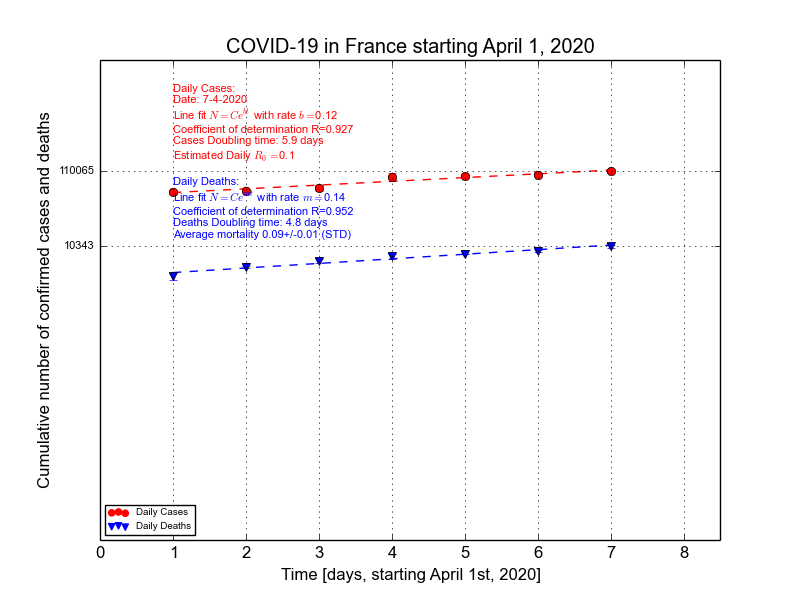 COVID-19 in France starting April 1, 2020
Cumulative number of confirmed cases and deaths
Daily Cases:
Date: 7-4-2020
Line fit N=Ce^bt with rate b=0.12
Coefficient of determination R=0.927
Cases Doubling time: 5.9 days
Estimated Daily R_0=0.1
110065
Daily Deaths:
Line fit N=Ce with rate m=0.14
Coefficient of determination R=0.952
Deaths Doubling time: 4.8 days
Average mortality 0.09+/-0.01 (STD)
10343
Daily Cases
Daily Deaths
0 1 2 3 4 5 6 7 8
Time [days, starting April 1st, 2020]